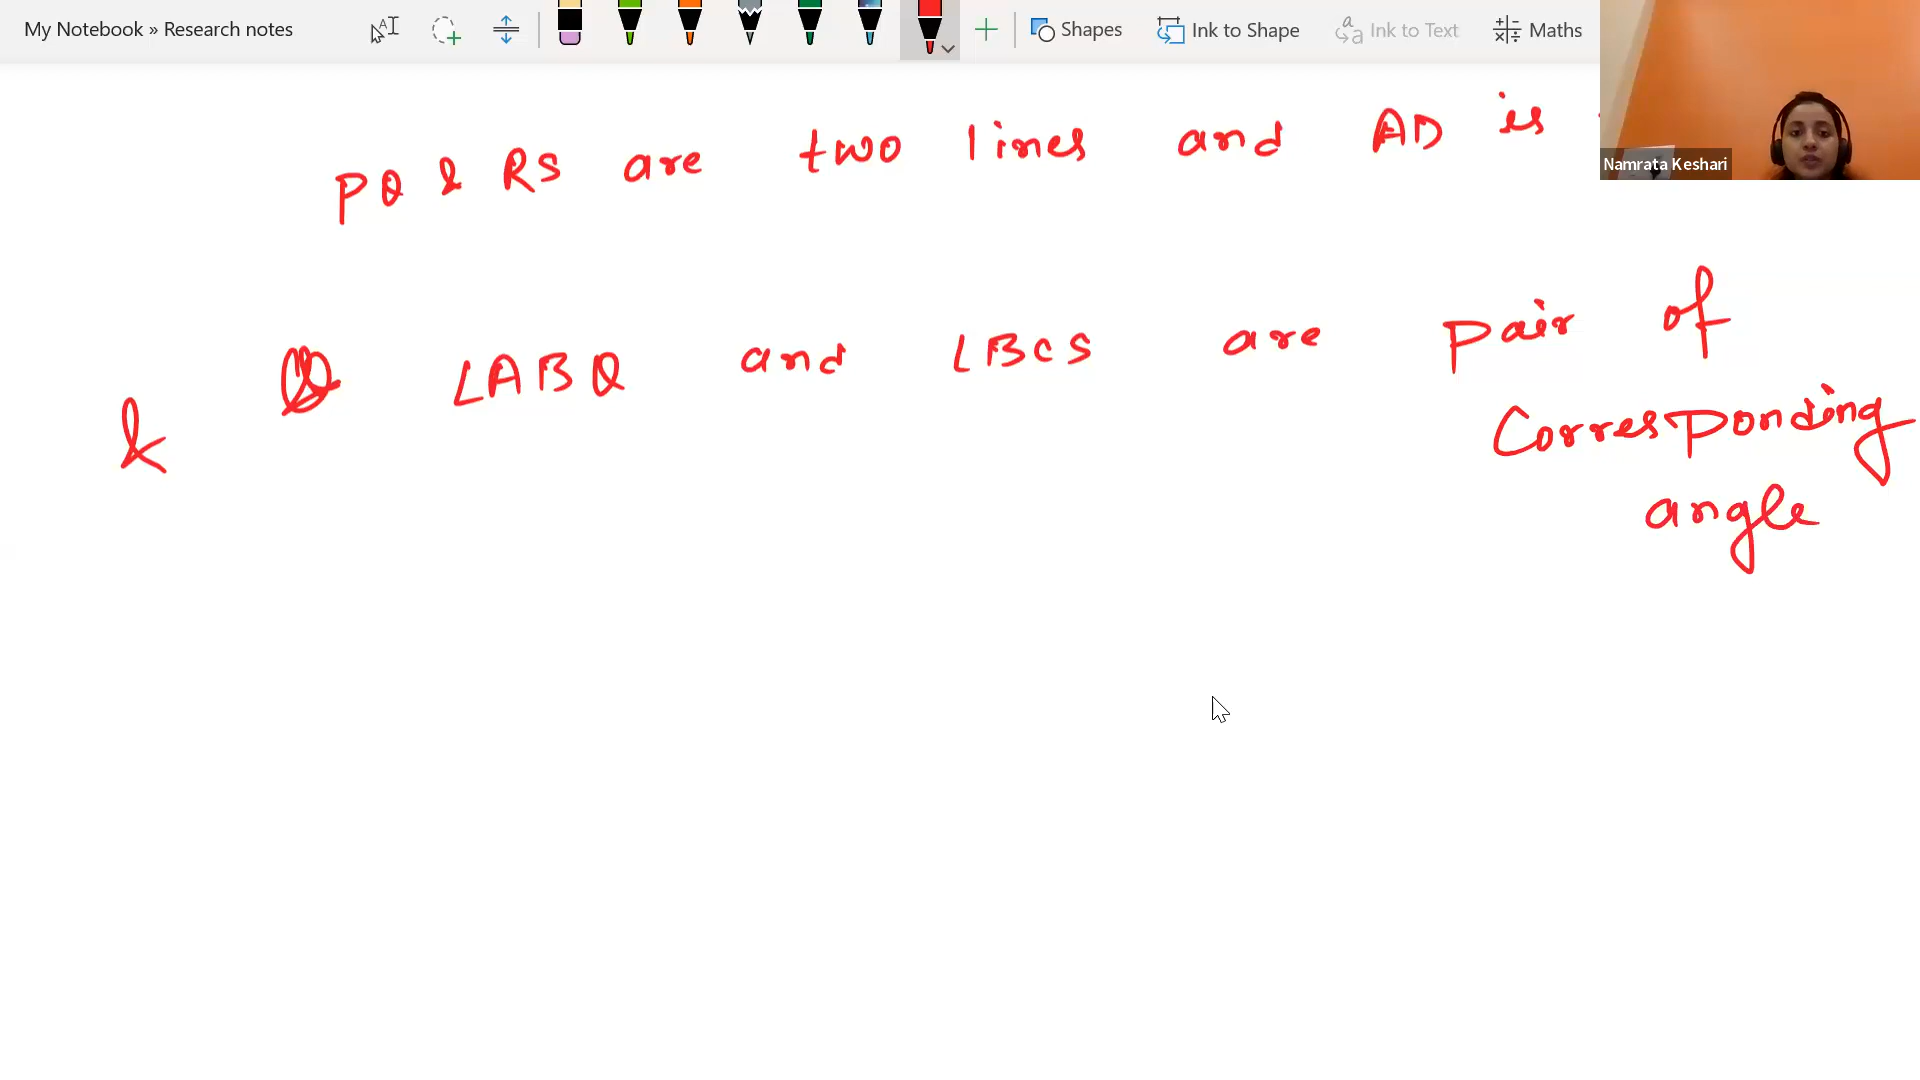 My Notebook » Research notes
Shapes
Ink to Shape
Ink to Text
Maths
Namrata Keshari
PQ & RS are two lines and AD is
& ∠ABQ and ∠BCS are pair of
Corresponding
angle